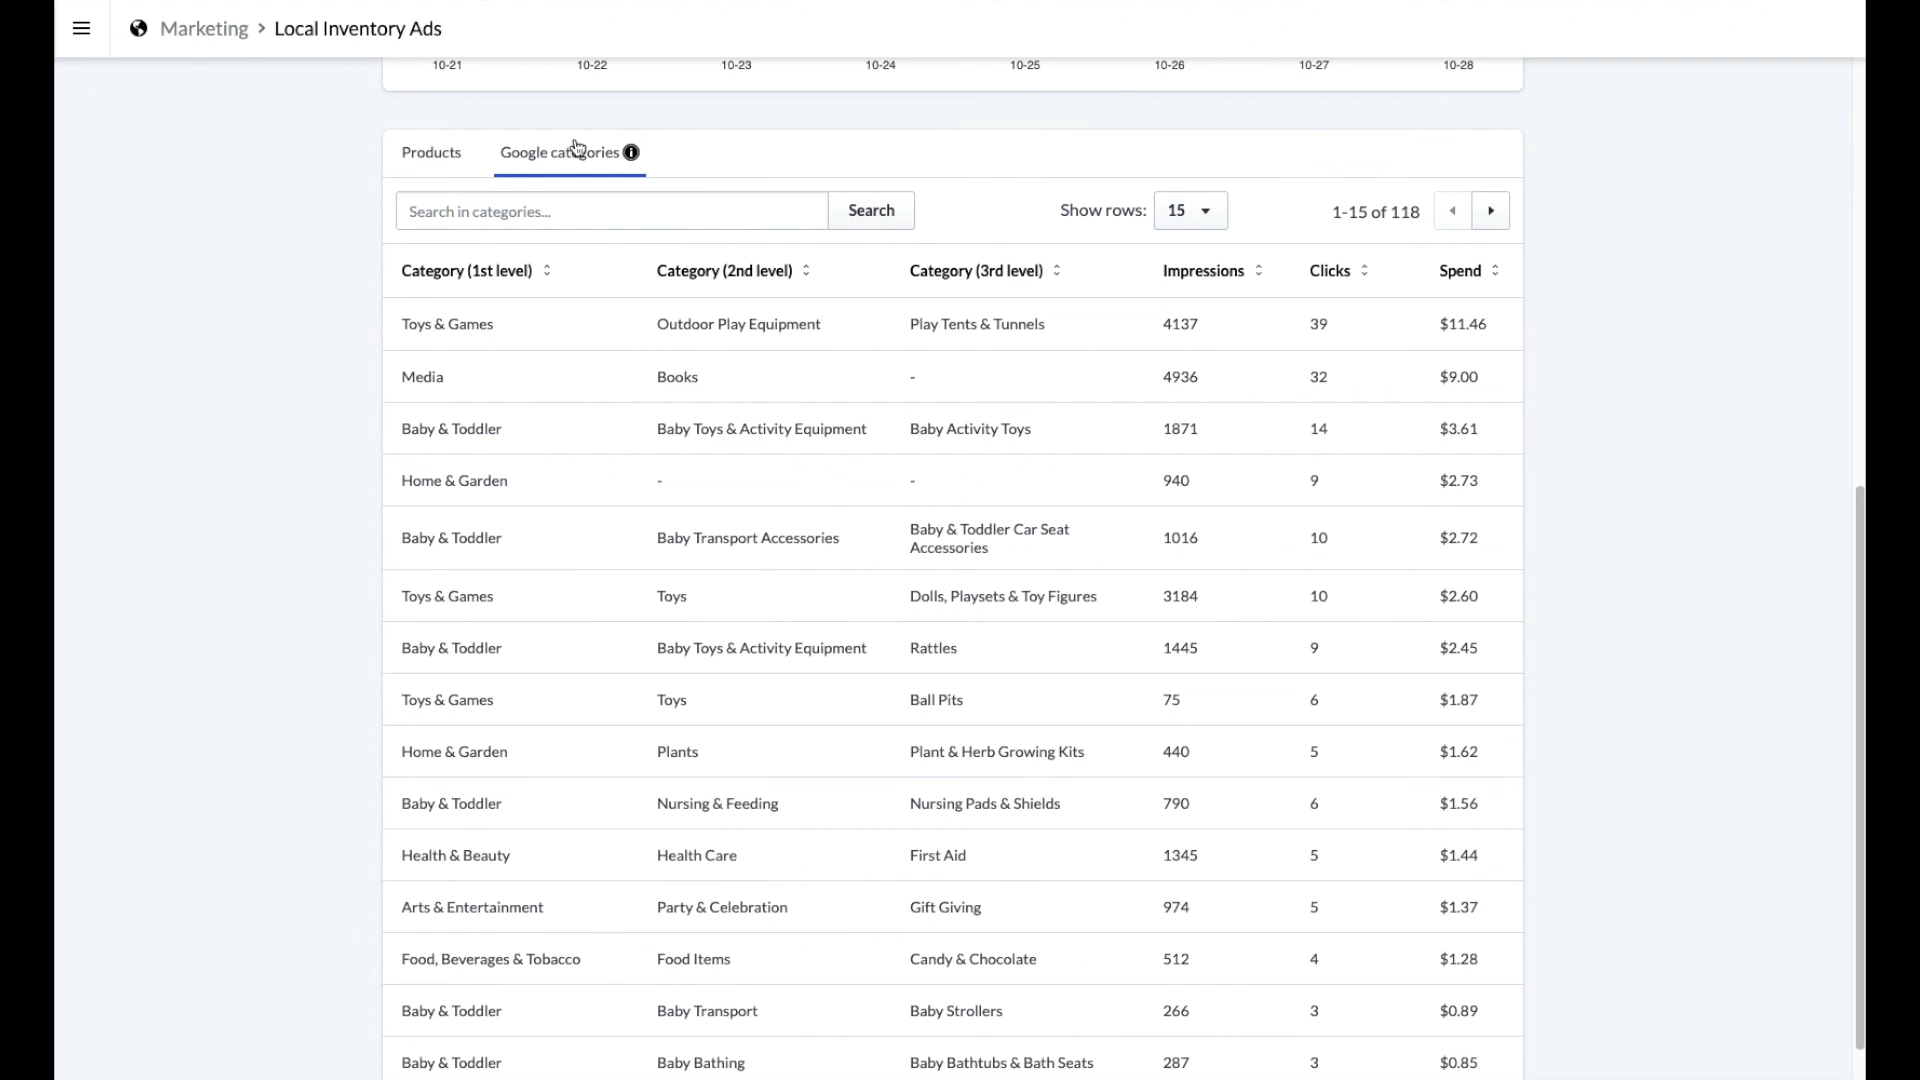 Marketing > Local Inventory Ads
10-21 10-22 10-23 10-24 10-25 10-26 10-27 10-28
Products Google categories
Search in categories... Search Show rows: 15 1-15 of 118
Category (1st level) Category (2nd level) Category (3rd level) Impressions Clicks Spend
Toys & Games Outdoor Play Equipment Play Tents & Tunnels 4137 39 $11.46
Media Books - 4936 32 $9.00
Baby & Toddler Baby Toys & Activity Equipment Baby Activity Toys 1871 14 $3.61
Home & Garden - - 940 9 $2.73
Baby & Toddler Baby Transport Accessories Baby & Toddler Car Seat
Accessories 1016 10 $2.72
Toys & Games Toys Dolls, Playsets & Toy Figures 3184 10 $2.60
Baby & Toddler Baby Toys & Activity Equipment Rattles 1445 9 $2.45
Toys & Games Toys Ball Pits 75 6 $1.87
Home & Garden Plants Plant & Herb Growing Kits 440 5 $1.62
Baby & Toddler Nursing & Feeding Nursing Pads & Shields 790 6 $1.56
Health & Beauty Health Care First Aid 1345 5 $1.44
Arts & Entertainment Party & Celebration Gift Giving 974 5 $1.37
Food, Beverages & Tobacco Food Items Candy & Chocolate 512 4 $1.28
Baby & Toddler Baby Transport Baby Strollers 266 3 $0.89
Baby & Toddler Baby Bathing Baby Bathtubs & Bath Seats 287 3 $0.85